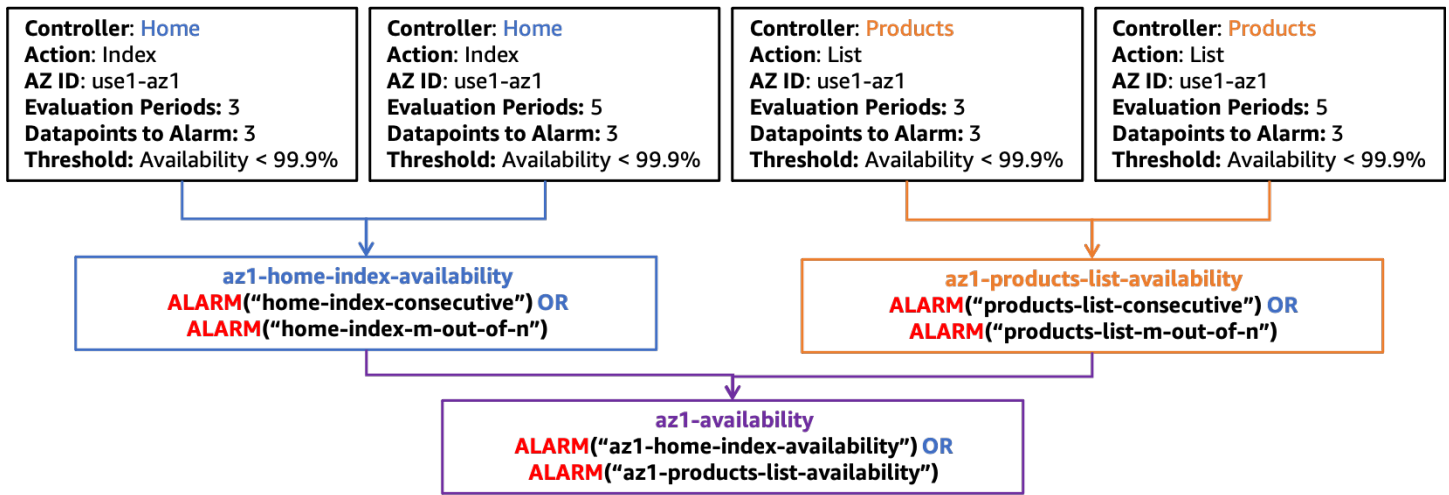 Controller: Home
Action: Index
AZ ID: use1-az1
Evaluation Periods: 3
Datapoints to Alarm: 3
Threshold: Availability < 99.9%
Controller: Home
Action: Index
AZ ID: use1-az1
Evaluation Periods: 5
Datapoints to Alarm: 3
Threshold: Availability < 99.9%
Controller: Products
Action: List
AZ ID: use1-az1
Evaluation Periods: 3
Datapoints to Alarm: 3
Threshold: Availability < 99.9%
Controller: Products
Action: List
AZ ID: use1-az1
Evaluation Periods: 5
Datapoints to Alarm: 3
Threshold: Availability < 99.9%
az1-home-index-availability
ALARM(“home-index-consecutive”) OR
ALARM(“home-index-m-out-of-n”)
az1-products-list-availability
ALARM(“products-list-consecutive”) OR
ALARM(“products-list-m-out-of-n”)
az1-availability
ALARM(“az1-home-index-availability”) OR
ALARM(“az1-products-list-availability”)